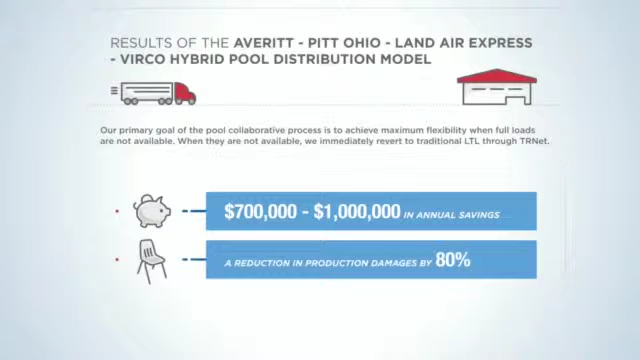 RESULTS OF THE AVERITT - PITT OHIO - LAND AIR EXPRESS
- VIRCO HYBRID POOL DISTRIBUTION MODEL
Our primary goal of the pool collaborative process is to achieve maximum flexibility when full loads
are not available. When they are not available, we immediately revert to traditional LTL through TRNet.
$700,000 - $1,000,000 IN ANNUAL SAVINGS
A REDUCTION IN PRODUCTION DAMAGES BY 80%